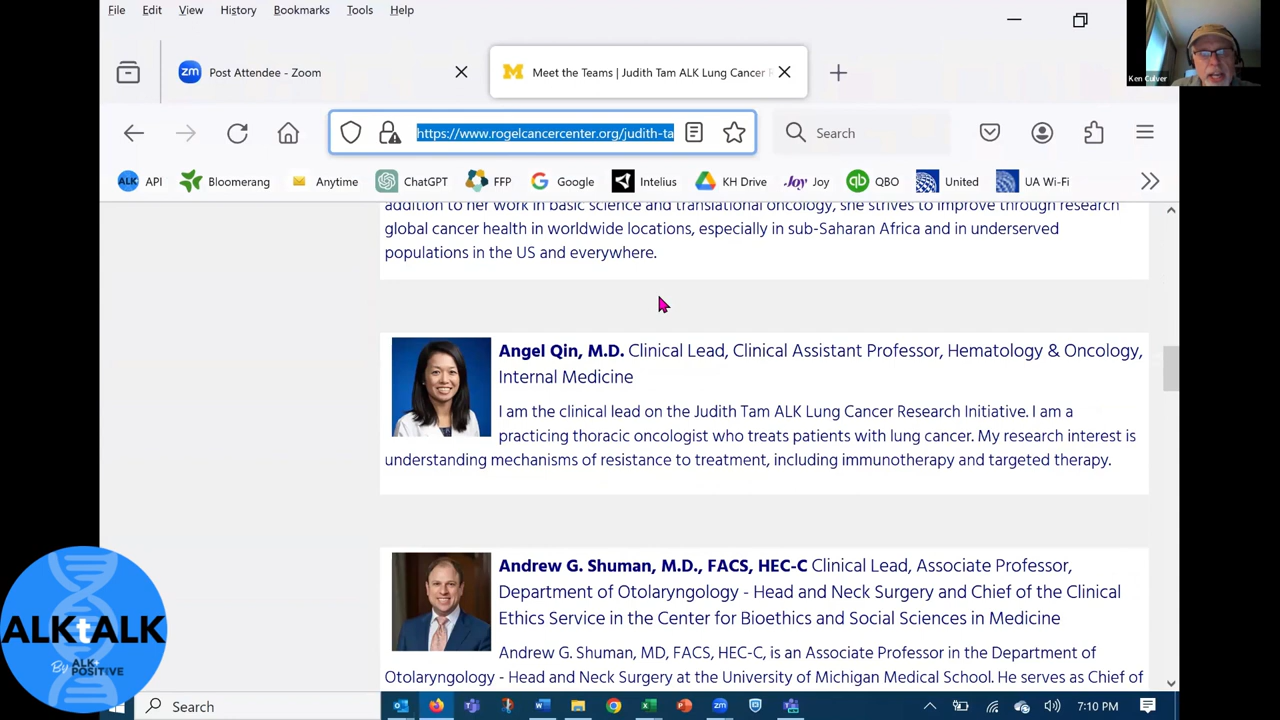 File Edit View History Bookmarks Tools Help
Ken Culver
zm Post Attendee - Zoom
M Meet the Teams | Judith Tam ALK Lung Cancer R
https://www.rogelcancercenter.org/judith-ta
Search
ALK API Bloomerang Anytime ChatGPT FFP Google Intelius KH Drive Joy Joy qb QBO United UA Wi-Fi
addition to her work in basic science and translational oncology, she strives to improve through research
global cancer health in worldwide locations, especially in sub-Saharan Africa and in underserved
populations in the US and everywhere.
Angel Qin, M.D. Clinical Lead, Clinical Assistant Professor, Hematology & Oncology,
Internal Medicine
I am the clinical lead on the Judith Tam ALK Lung Cancer Research Initiative. I am a
practicing thoracic oncologist who treats patients with lung cancer. My research interest is
understanding mechanisms of resistance to treatment, including immunotherapy and targeted therapy.
Andrew G. Shuman, M.D., FACS, HEC-C Clinical Lead, Associate Professor,
Department of Otolaryngology - Head and Neck Surgery and Chief of the Clinical
Ethics Service in the Center for Bioethics and Social Sciences in Medicine
Andrew G. Shuman, MD, FACS, HEC-C, is an Associate Professor in the Department of
Otolaryngology - Head and Neck Surgery at the University of Michigan Medical School. He serves as Chief of
ALKtALK
By ALK+
POSITIVE
Search
zm
7:10 PM